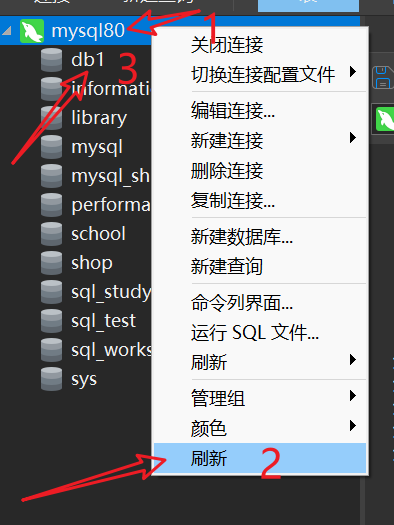 mysql80
1
db1
3
informati
library
mysql
mysql_sh
performa
school
shop
sql_study
sql_test
sql_works
sys
关闭连接
切换连接配置文件
编辑连接...
新建连接
删除连接
复制连接...
新建数据库...
新建查询
命令列界面...
运行 SQL 文件...
刷新
管理组
颜色
刷新
2